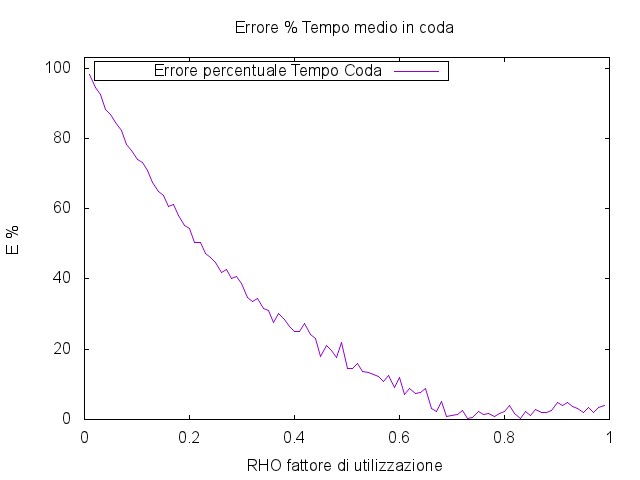 Errore % Tempo medio in coda
Errore percentuale Tempo Coda
100
80
60
40
20
0
E %
0 0.2 0.4 0.6 0.8 1
RHO fattore di utilizzazione